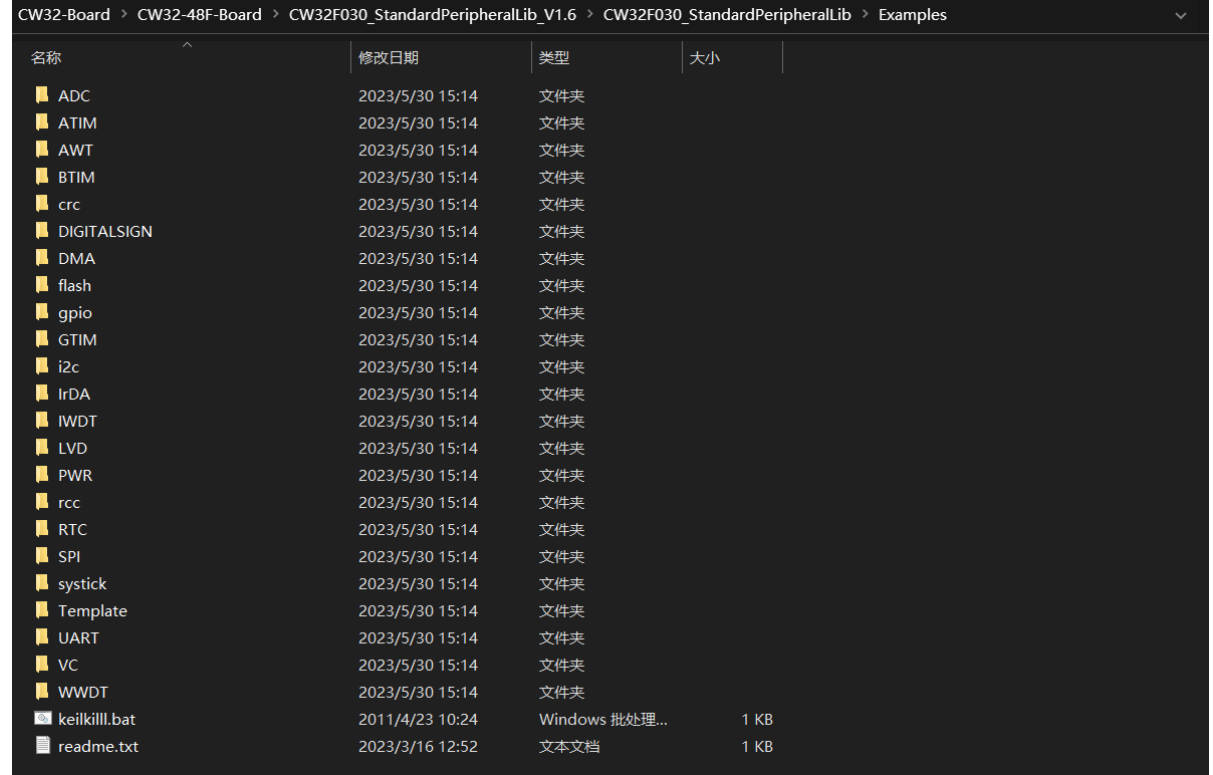 CW32-Board > CW32-48F-Board > CW32F030_StandardPeripheralLib_V1.6 > CW32F030_StandardPeripheralLib > Examples
名称 修改日期 类型 大小
ADC 2023/5/30 15:14 文件夹
ATIM 2023/5/30 15:14 文件夹
AWT 2023/5/30 15:14 文件夹
BTIM 2023/5/30 15:14 文件夹
crc 2023/5/30 15:14 文件夹
DIGITALSIGN 2023/5/30 15:14 文件夹
DMA 2023/5/30 15:14 文件夹
flash 2023/5/30 15:14 文件夹
gpio 2023/5/30 15:14 文件夹
GTIM 2023/5/30 15:14 文件夹
i2c 2023/5/30 15:14 文件夹
IrDA 2023/5/30 15:14 文件夹
IWDT 2023/5/30 15:14 文件夹
LVD 2023/5/30 15:14 文件夹
PWR 2023/5/30 15:14 文件夹
rcc 2023/5/30 15:14 文件夹
RTC 2023/5/30 15:14 文件夹
SPI 2023/5/30 15:14 文件夹
systick 2023/5/30 15:14 文件夹
Template 2023/5/30 15:14 文件夹
UART 2023/5/30 15:14 文件夹
VC 2023/5/30 15:14 文件夹
WWDT 2023/5/30 15:14 文件夹
keilkilll.bat 2011/4/23 10:24 Windows 批处理... 1 KB
readme.txt 2023/3/16 12:52 文本文档 1 KB